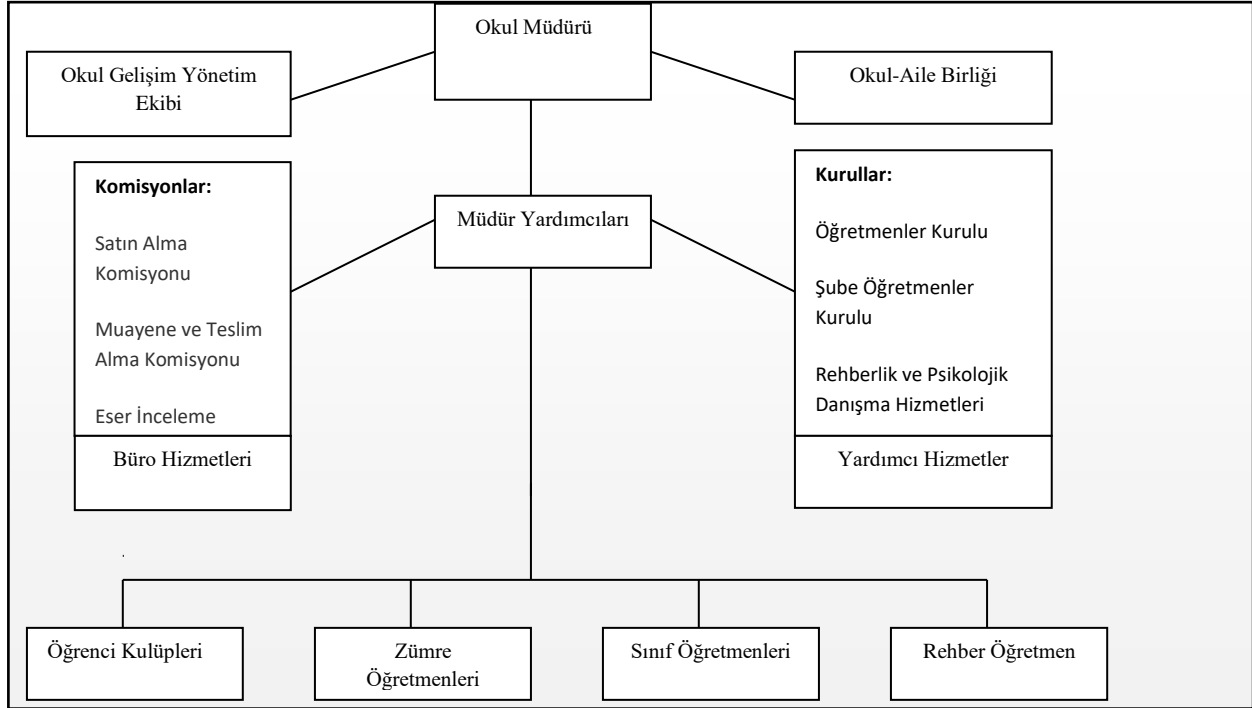 Okul Müdürü
Okul Gelişim Yönetim
Ekibi
Okul-Aile Birliği
Komisyonlar:
Satın Alma
Komisyonu
Muayene ve Teslim
Alma Komisyonu
Eser İnceleme
Büro Hizmetleri
Müdür Yardımcıları
Kurullar:
Öğretmenler Kurulu
Şube Öğretmenler
Kurulu
Rehberlik ve Psikolojik
Danışma Hizmetleri
Yardımcı Hizmetler
Öğrenci Kulüpleri
Zümre
Öğretmenleri
Sınıf Öğretmenleri
Rehber Öğretmen